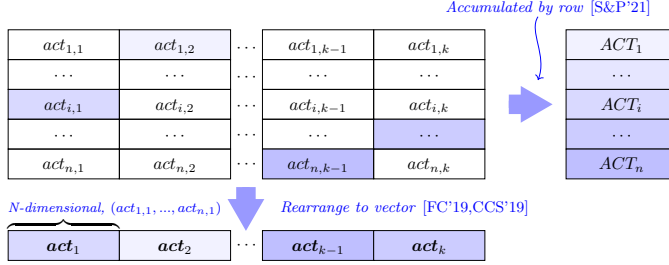 Accumulated by row [S&P'21]
act1,1 act1,2 ... act1,k−1 act1,k ACT1
... ... ... ... ...
acti,1 acti,2 ... acti,k−1 acti,k ACTi
... ... ... ... ...
actn,1 actn,2 ... actn,k−1 actn,k ACTn
N-dimensional, (act1,1, ..., actn,1) Rearrange to vector [FC'19,CCS'19]
act1 act2 ... actk−1 actk